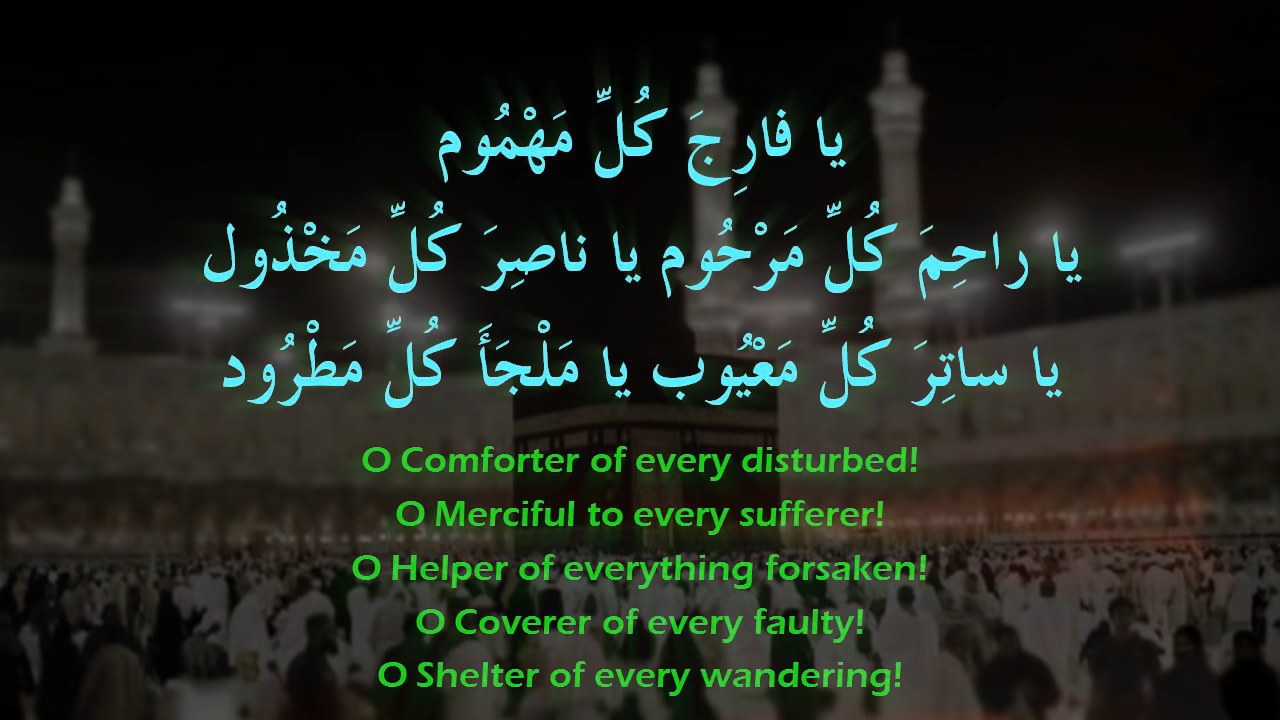 يا فارِجَ كُلِّ مَهْمُوم
يا راحِمَ كُلِّ مَرْحُوم يا ناصِرَ كُلِّ مَخْذُول
يا ساتِرَ كُلِّ مَعْيُوب يا مَلْجَأَ كُلِّ مَطْرُود
O Comforter of every disturbed!
O Merciful to every sufferer!
O Helper of everything forsaken!
O Coverer of every faulty!
O Shelter of every wandering!